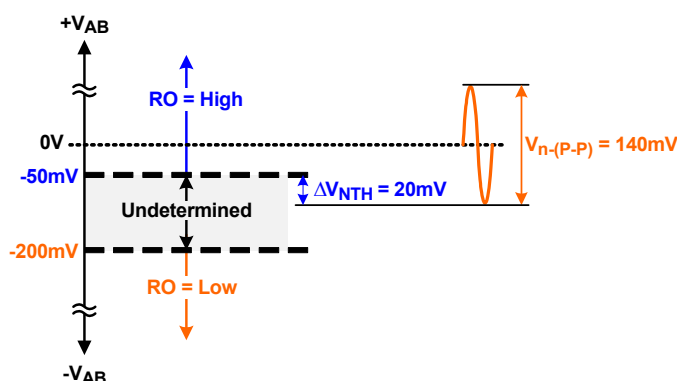 +VAB
RO = High
0V
Vn-(P-P) = 140mV
-50mV
ΔVNTH = 20mV
Undetermined
-200mV
RO = Low
-VAB